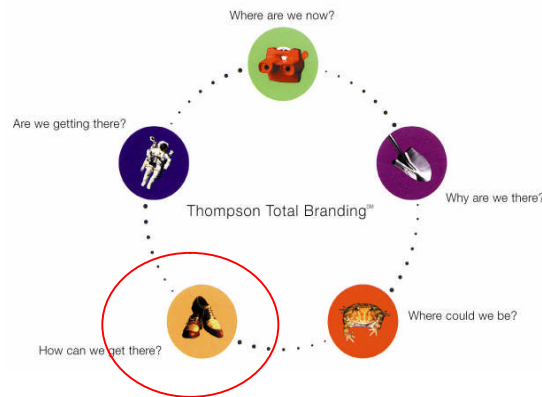 Where are we now?
Are we getting there?
Why are we there?
Thompson Total Branding℠
Where could we be?
How can we get there?